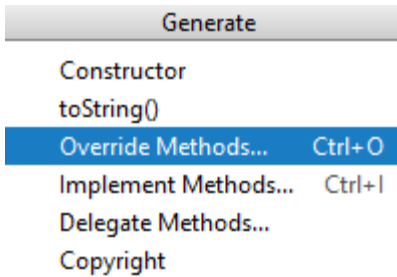 Generate
Constructor
toString()
Override Methods... Ctrl+O
Implement Methods... Ctrl+I
Delegate Methods...
Copyright